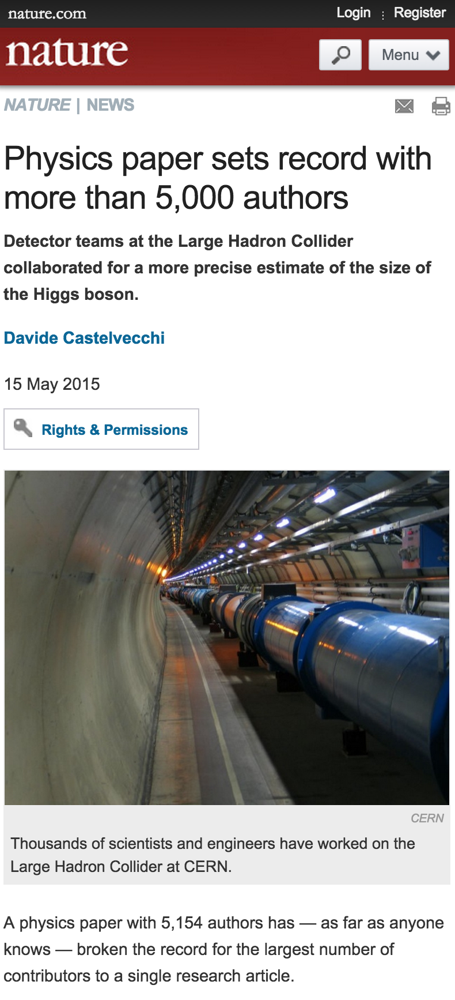 nature.com
Login : Register
nature
Menu
NATURE | NEWS
Physics paper sets record with
more than 5,000 authors
Detector teams at the Large Hadron Collider
collaborated for a more precise estimate of the size of
the Higgs boson.
Davide Castelvecchi
15 May 2015
Rights & Permissions
CERN
Thousands of scientists and engineers have worked on the
Large Hadron Collider at CERN.
A physics paper with 5,154 authors has — as far as anyone
knows — broken the record for the largest number of
contributors to a single research article.